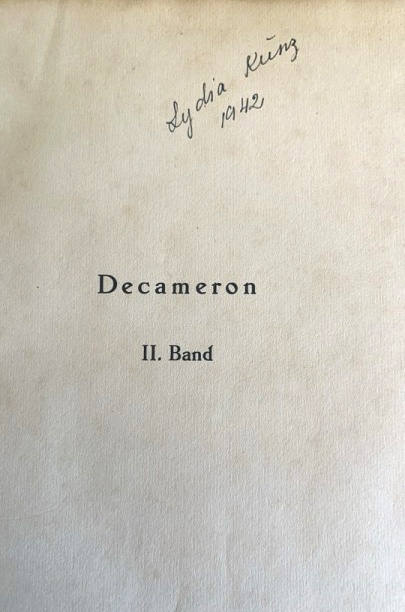 Lydia Kunz
1942
Decameron
II. Band